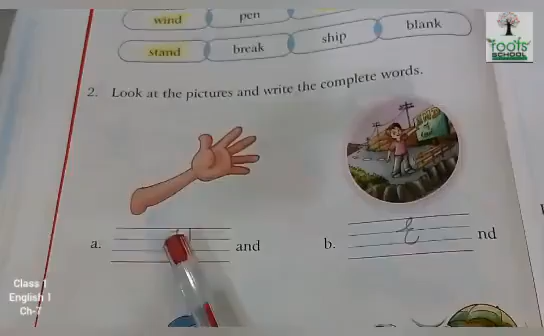 wind
pen
stand
break
ship
blank
2. Look at the pictures and write the complete words.
a. and
b. e nd
roots
SCHOOL
Class 1
English 1
Ch-7